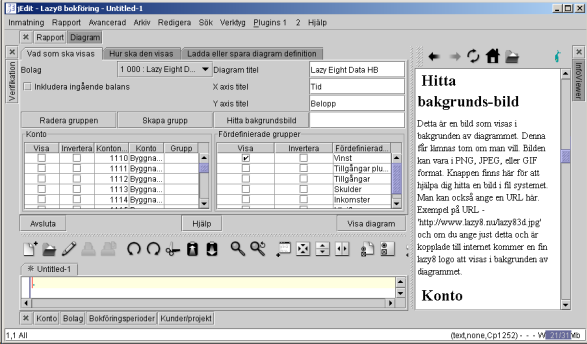 jEdit - Lazy8 bokföring - Untitled-1
Inmatning Rapport Avancerad Arkiv Redigera Sök Verktyg Plugins 1 2 Hjälp
Rapport Diagram
Verifikation
Vad som ska visas Hur ska den visas Ladda eller spara diagram definition
Bolag 1 000 : Lazy Eight D... Diagram titel Lazy Eight Data HB
Inkludera ingående balans X axis titel Tid
Y axis titel Belopp
Radera gruppen Skapa grupp Hitta bakgrundsbild
Konto
Visa Invertera Konton... Konto Grupp
1110 Byggna...
1111 Byggna...
1112 Byggna...
1113 Byggna...
1114 Byggna...
Fördefinierade grupper
Visa Invertera Fördefinierad...
Vinst
Tillgångar plu...
Tillgångar
Skulder
Inkomster
Avsluta Hjälp Visa diagram
Untitled-1
Konto Bolag Bokföringsperioder Kunder/projekt
InfoViewer
Hitta
bakgrunds-bild
Detta är en bild som visas i
bakgrunden av diagrammet. Denna
får lämnas tom om man vill. Bilden
kan vara i PNG, JPEG, eller GIF
format. Knappen finns här för att
hjälpa dig hitta en bild i fil systemet.
Man kan också ange en URL här.
Exempel på URL -
'http://www.lazy8.nu/lazy83d.jpg'
och om du ange just detta och är
kopplade till internet kommer en fin
lazy8 logo att visas i bakgrunden av
diagrammet.
Konto
1,1 All (text,none,Cp1252) - - - W 21/31Mb